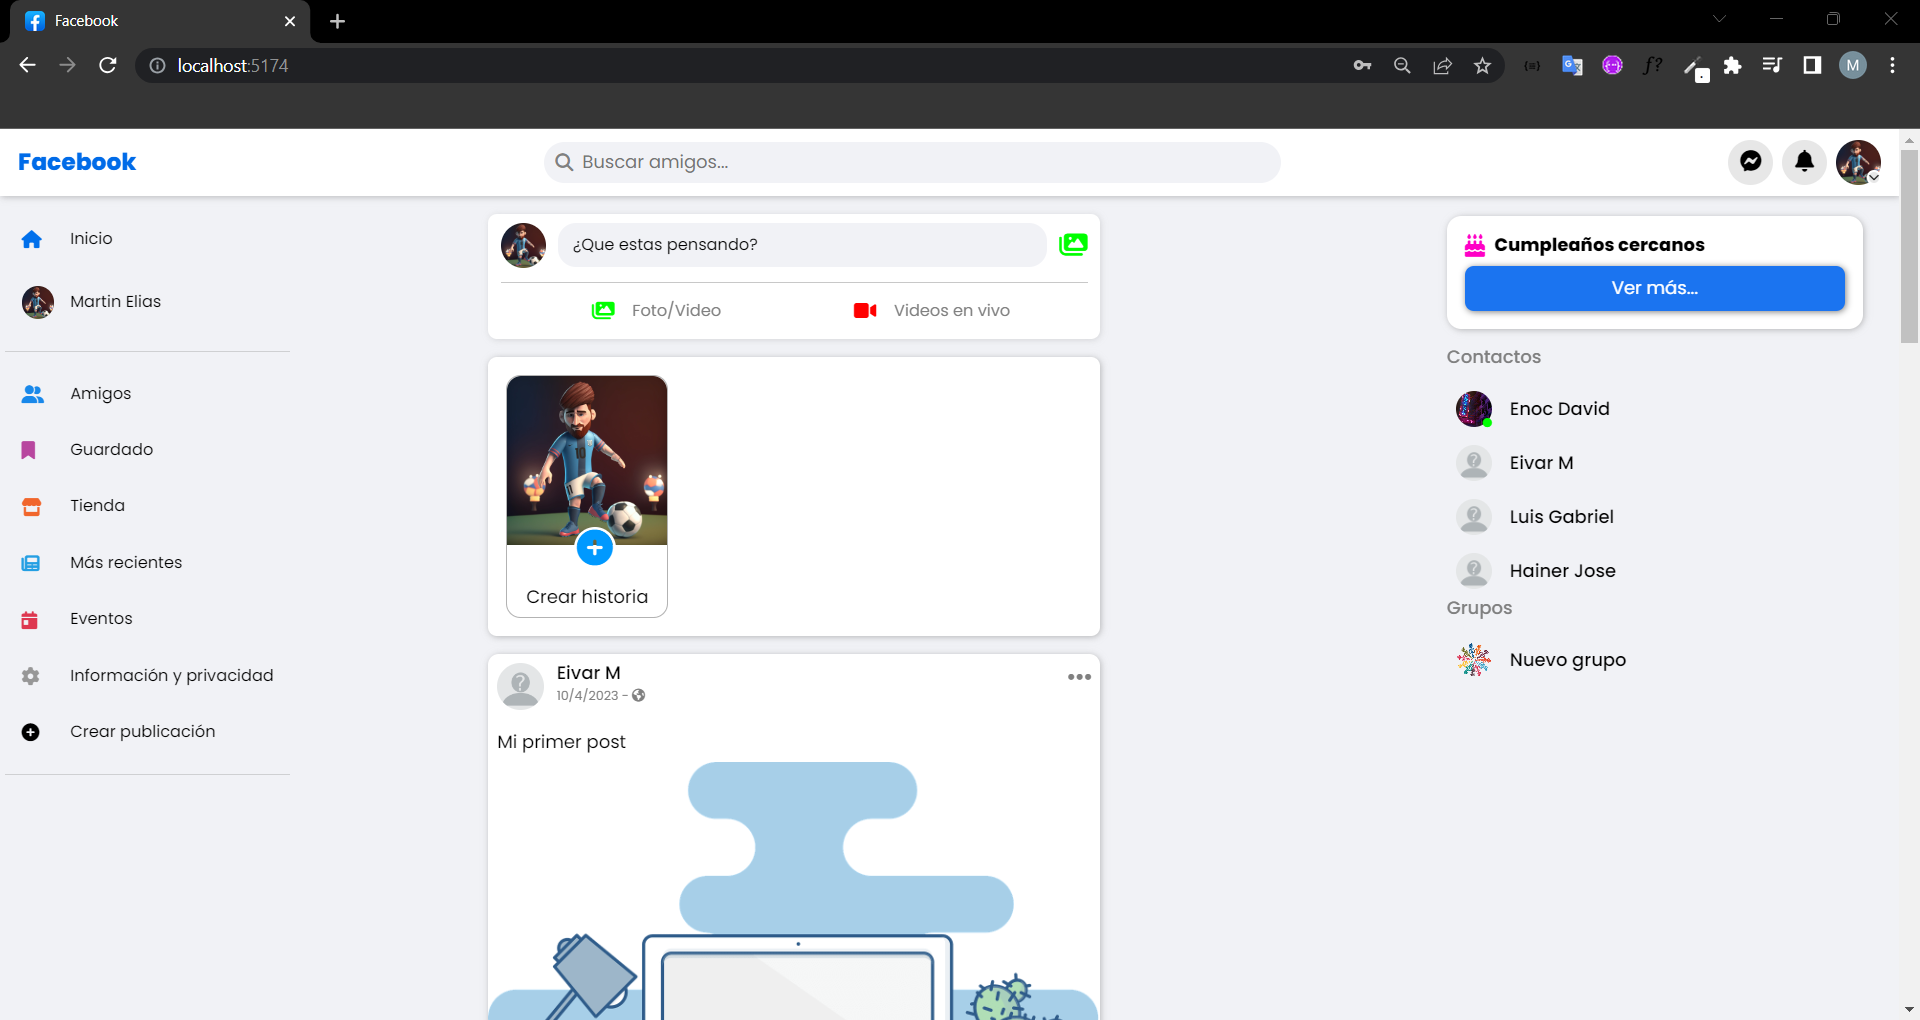 Facebook
localhost:5174
M
Facebook
Buscar amigos...
Inicio
Martin Elias
Amigos
Guardado
Tienda
Más recientes
Eventos
Información y privacidad
Crear publicación
¿Que estas pensando?
Foto/Video
Videos en vivo
10
Crear historia
Eivar M
10/4/2023 -
Mi primer post
Cumpleaños cercanos
Ver más...
Contactos
Enoc David
Eivar M
Luis Gabriel
Hainer Jose
Grupos
Nuevo grupo